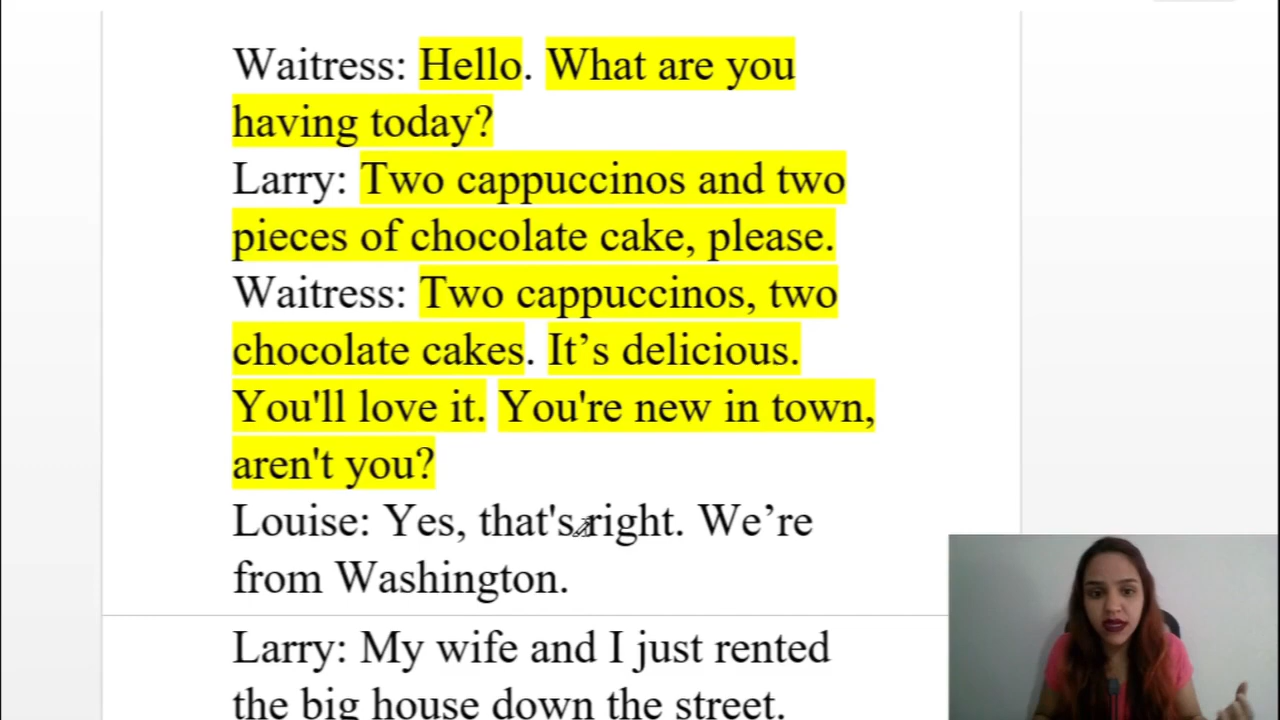 Waitress: Hello. What are you
having today?
Larry: Two cappuccinos and two
pieces of chocolate cake, please.
Waitress: Two cappuccinos, two
chocolate cakes. It’s delicious.
You'll love it. You're new in town,
aren't you?
Louise: Yes, that's right. We’re
from Washington.
Larry: My wife and I just rented
the big house down the street.